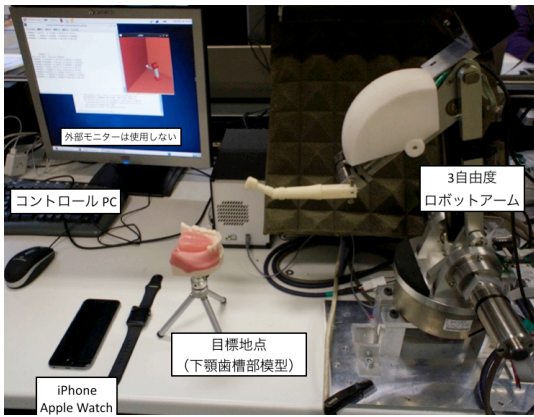 外部モニターは使用しない
コントロール PC
3自由度
ロボットアーム
目標地点
（下顎歯槽部模型）
iPhone
Apple Watch